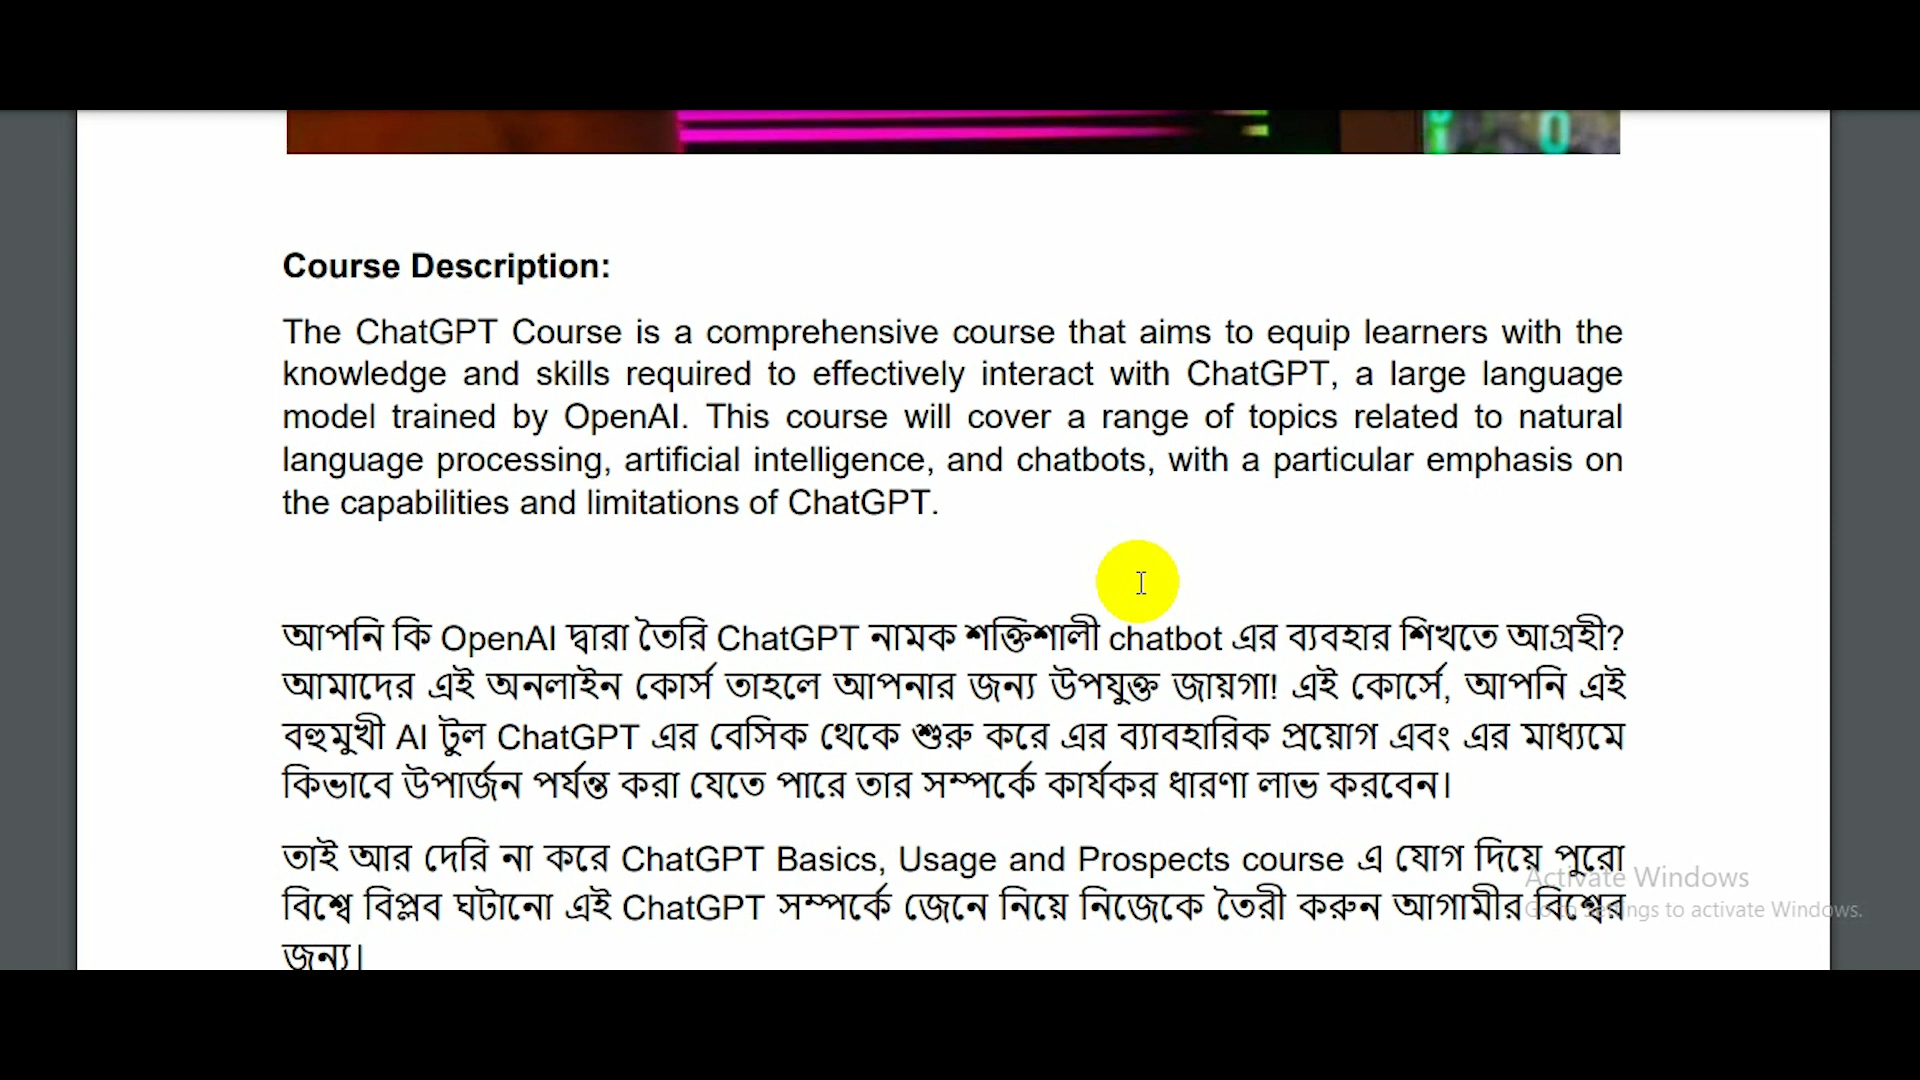 Course Description:
The ChatGPT Course is a comprehensive course that aims to equip learners with the
knowledge and skills required to effectively interact with ChatGPT, a large language
model trained by OpenAI. This course will cover a range of topics related to natural
language processing, artificial intelligence, and chatbots, with a particular emphasis on
the capabilities and limitations of ChatGPT.
আপনি কি OpenAI দ্বারা তৈরি ChatGPT নামক শক্তিশালী chatbot এর ব্যবহার শিখতে আগ্রহী?
আমাদের এই অনলাইন কোর্স তাহলে আপনার জন্য উপযুক্ত জায়গা! এই কোর্সে, আপনি এই
বহুমুখী AI টুল ChatGPT এর বেসিক থেকে শুরু করে এর ব্যাবহারিক প্রয়োগ এবং এর মাধ্যমে
কিভাবে উপার্জন পর্যন্ত করা যেতে পারে তার সম্পর্কে কার্যকর ধারণা লাভ করবেন।
তাই আর দেরি না করে ChatGPT Basics, Usage and Prospects course এ যোগ দিয়ে পুরো
বিশ্বে বিপ্লব ঘটানো এই ChatGPT সম্পর্কে জেনে নিয়ে নিজেকে তৈরী করুন আগামীর বিশ্বের
জন্য।
Activate Windows
Go to Settings to activate Windows.